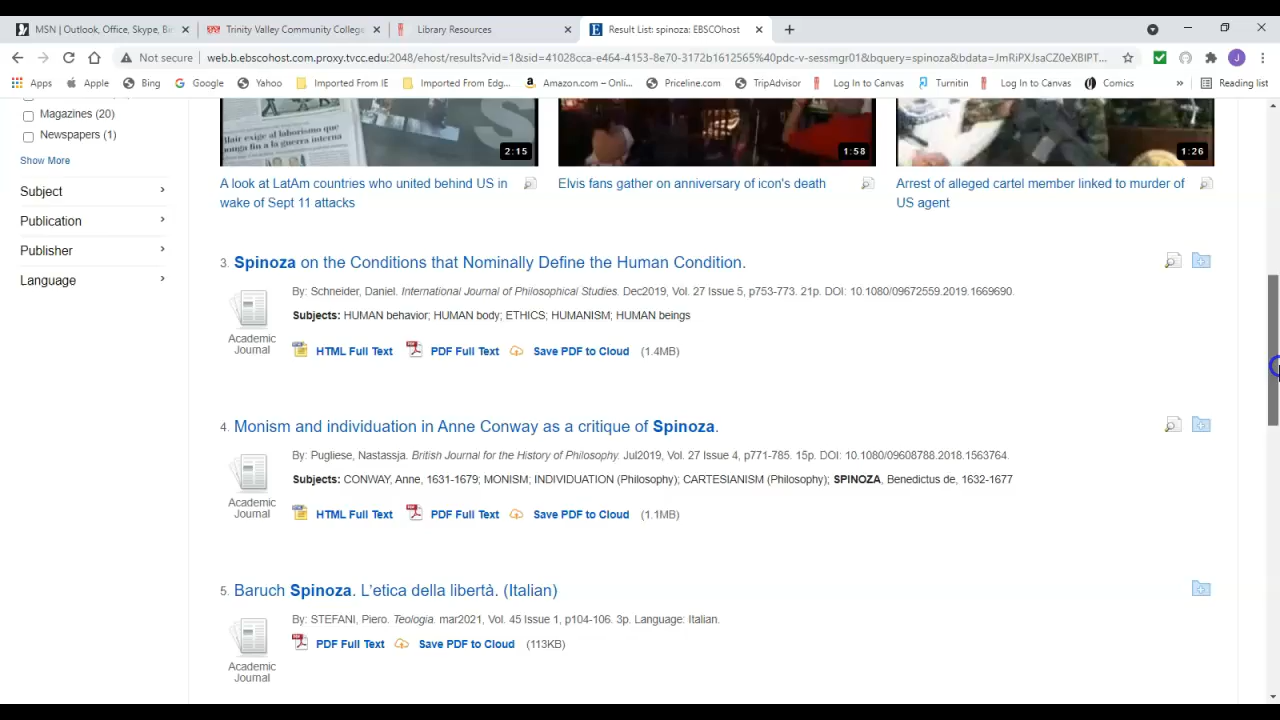 MSN | Outlook, Office, Skype, Bin
Trinity Valley Community College
Library Resources
Result List: spinoza: EBSCOhost
Not secure
web.b.ebscohost.com.proxy.tvcc.edu:2048/ehost/results?vid=1&sid=41028cca-e464-4153-8e70-3172b1612565%40pdc-v-sessmgr01&bquery=spinoza&bdata=JmRiPXJsaCZ0eXBlPT...
Apps
Apple
Bing
Google
Yahoo
Imported From IE
Imported From Edg...
Amazon.com – Onli...
Priceline.com
TripAdvisor
Log In to Canvas
Turnitin
Log In to Canvas
Comics
»
Reading list
Magazines (20)
Newspapers (1)
Show More
Subject
Publication
Publisher
Language
Blair exige al laborismo que
ponga fin a la guerra interna
2:15
1:58
1:26
A look at LatAm countries who united behind US in
wake of Sept 11 attacks
Elvis fans gather on anniversary of icon's death
Arrest of alleged cartel member linked to murder of
US agent
3. Spinoza on the Conditions that Nominally Define the Human Condition.
By: Schneider, Daniel. International Journal of Philosophical Studies. Dec2019, Vol. 27 Issue 5, p753-773. 21p. DOI: 10.1080/09672559.2019.1669690.
Subjects: HUMAN behavior; HUMAN body; ETHICS; HUMANISM; HUMAN beings
Academic
Journal
HTML Full Text PDF Full Text Save PDF to Cloud (1.4MB)
4. Monism and individuation in Anne Conway as a critique of Spinoza.
By: Pugliese, Nastassja. British Journal for the History of Philosophy. Jul2019, Vol. 27 Issue 4, p771-785. 15p. DOI: 10.1080/09608788.2018.1563764.
Subjects: CONWAY, Anne, 1631-1679; MONISM; INDIVIDUATION (Philosophy); CARTESIANISM (Philosophy); SPINOZA, Benedictus de, 1632-1677
Academic
Journal
HTML Full Text PDF Full Text Save PDF to Cloud (1.1MB)
5. Baruch Spinoza. L'etica della libertà. (Italian)
By: STEFANI, Piero. Teologia. mar2021, Vol. 45 Issue 1, p104-106. 3p. Language: Italian.
PDF Full Text Save PDF to Cloud (113KB)
Academic
Journal